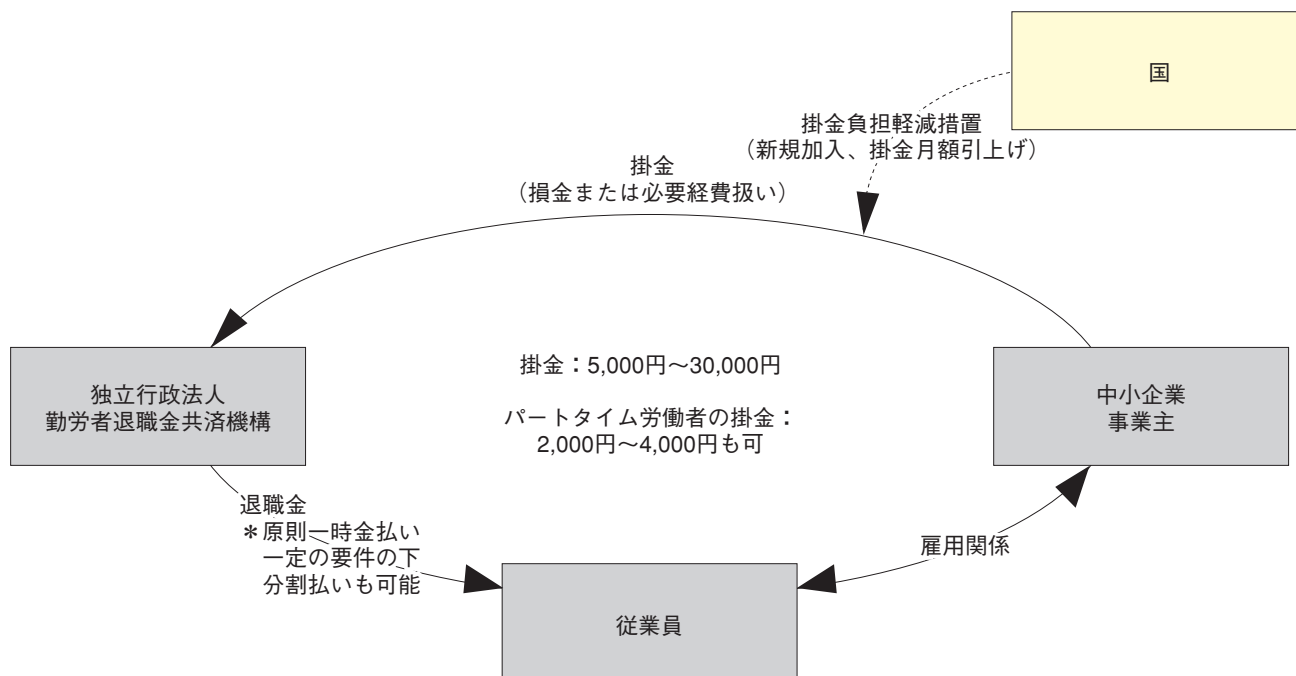 国
掛金負担軽減措置
（新規加入、掛金月額引上げ）
掛金
（損金または必要経費扱い）
独立行政法人
勤労者退職金共済機構
掛金：5,000円～30,000円
パートタイム労働者の掛金：
2,000円～4,000円も可
中小企業
事業主
退職金
＊原則一時金払い
一定の要件の下
分割払いも可能
雇用関係
従業員